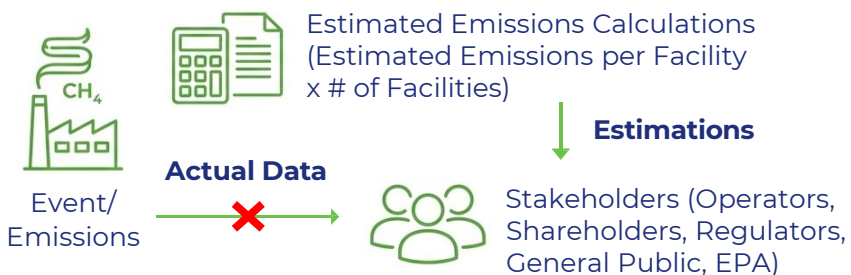 Estimated Emissions Calculations
(Estimated Emissions per Facility
x # of Facilities)
CH4
Estimations
Actual Data
Event/
Emissions
Stakeholders (Operators,
Shareholders, Regulators,
General Public, EPA)